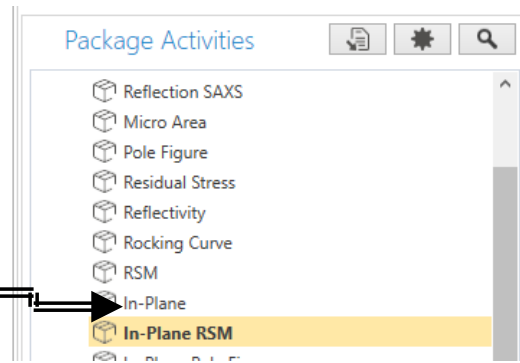 Package Activities
Reflection SAXS
Micro Area
Pole Figure
Residual Stress
Reflectivity
Rocking Curve
RSM
In-Plane
In-Plane RSM